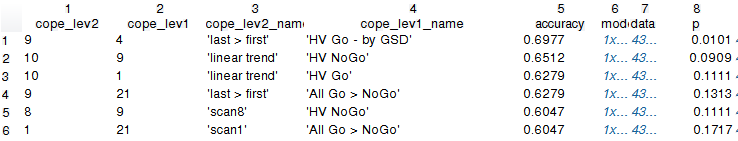 1 2 3 4 5 6 7 8
cope_lev2 cope_lev1 cope_lev2_name cope_lev1_name accuracy mod data p
1 9 4 'last > first' 'HV Go - by GSD' 0.6977 1x... 43... 0.0101
2 10 9 'linear trend' 'HV NoGo' 0.6512 1x... 43... 0.0909
3 10 1 'linear trend' 'HV Go' 0.6279 1x... 43... 0.1111
4 9 21 'last > first' 'All Go > NoGo' 0.6279 1x... 43... 0.1313
5 8 9 'scan8' 'HV NoGo' 0.6047 1x... 43... 0.1111
6 1 21 'scan1' 'All Go > NoGo' 0.6047 1x... 43... 0.1717